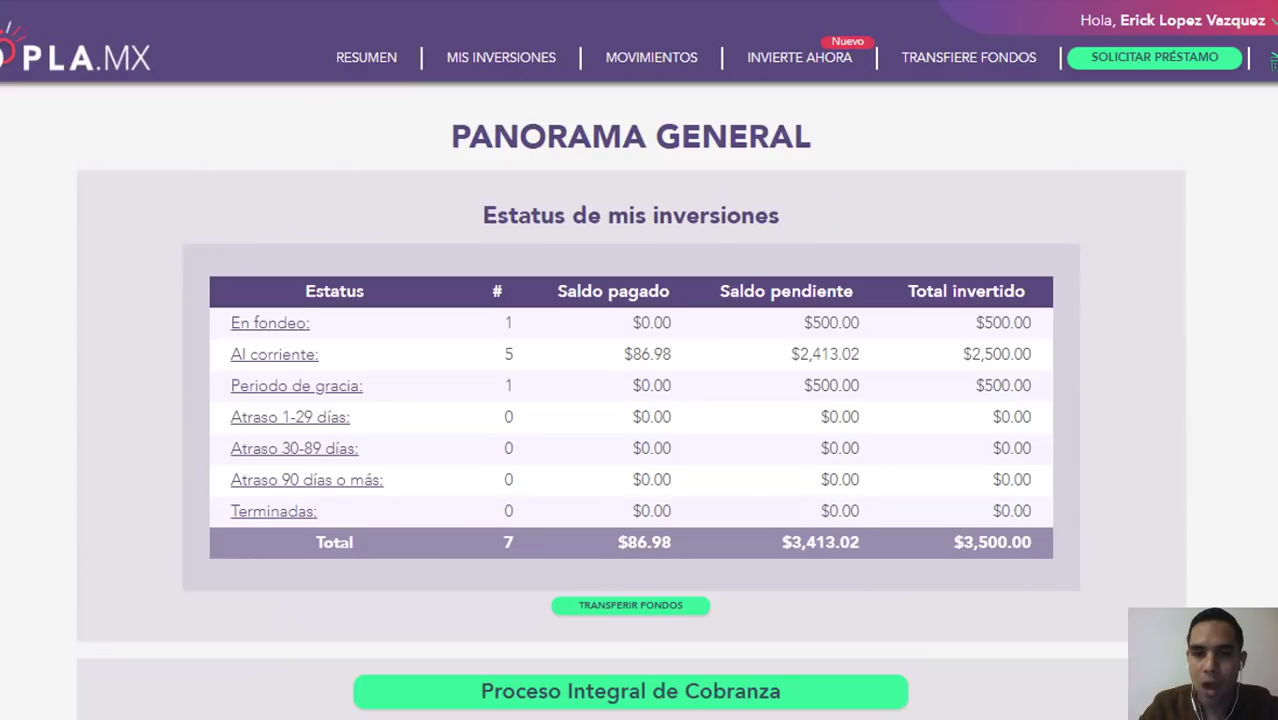 Hola, Erick Lopez Vazquez
PLA.MX
Nuevo
RESUMEN MIS INVERSIONES MOVIMIENTOS INVIERTE AHORA TRANSFIERE FONDOS SOLICITAR PRÉSTAMO
PANORAMA GENERAL
Estatus de mis inversiones
Estatus # Saldo pagado Saldo pendiente Total invertido
En fondeo: 1 $0.00 $500.00 $500.00
Al corriente: 5 $86.98 $2,413.02 $2,500.00
Periodo de gracia: 1 $0.00 $500.00 $500.00
Atraso 1-29 días: 0 $0.00 $0.00 $0.00
Atraso 30-89 días: 0 $0.00 $0.00 $0.00
Atraso 90 días o más: 0 $0.00 $0.00 $0.00
Terminadas: 0 $0.00 $0.00 $0.00
Total 7 $86.98 $3,413.02 $3,500.00
TRANSFERIR FONDOS
Proceso Integral de Cobranza